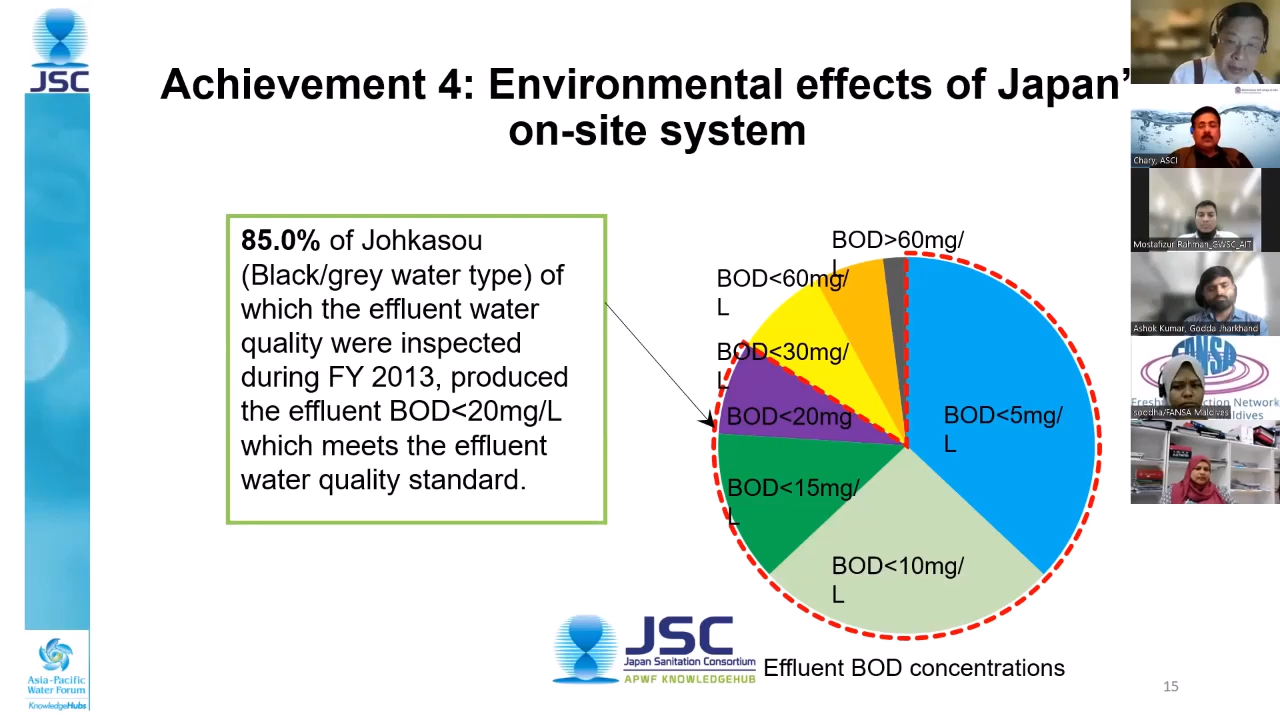 JSC
Achievement 4: Environmental effects of Japan’
on-site system
85.0% of Johkasou
(Black/grey water type) of
which the effluent water
quality were inspected
during FY 2013, produced
the effluent BOD<20mg/L
which meets the effluent
water quality standard.
BOD>60mg/
L
BOD<60mg/
L
BOD<30mg/
L
BOD<20mg
BOD<15mg/
L
BOD<10mg/
L
BOD<5mg/
L
JSC
Japan Sanitation Consortium
APWF KNOWLEDGEHUB
Effluent BOD concentrations
15
Asia-Pacific
Water Forum
KnowledgeHubs
Chary, ASCI
Mostafizur Rahman_GWSC_AIT
Ashok Kumar, Godda Jharkhand
FANSA
soodha/FANSA Maldives